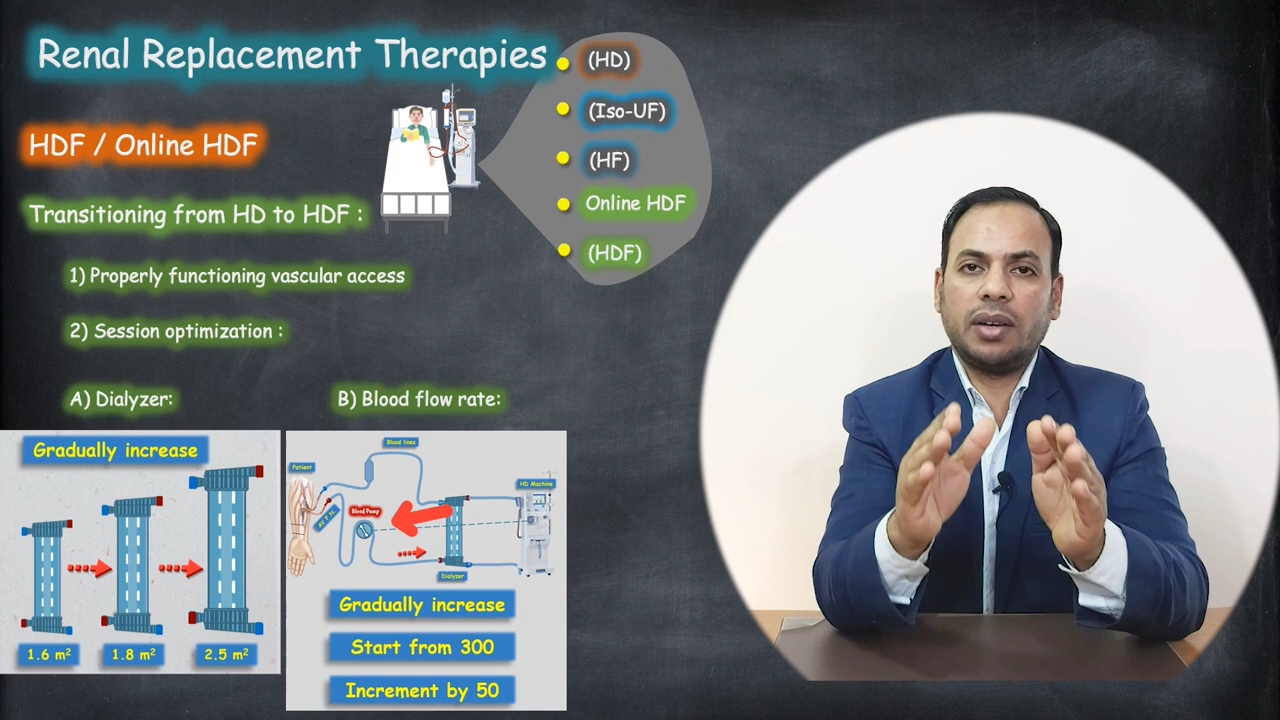 Renal Replacement Therapies
(HD)
(Iso-UF)
(HF)
Online HDF
(HDF)
HDF / Online HDF
Transitioning from HD to HDF :
1) Properly functioning vascular access
2) Session optimization :
A) Dialyzer:
B) Blood flow rate:
Gradually increase
1.6 m²
1.8 m²
2.5 m²
Blood lines
Patient
HD Machine
AV F.N.
Blood Pump
Dialyzer
Gradually increase
Start from 300
Increment by 50